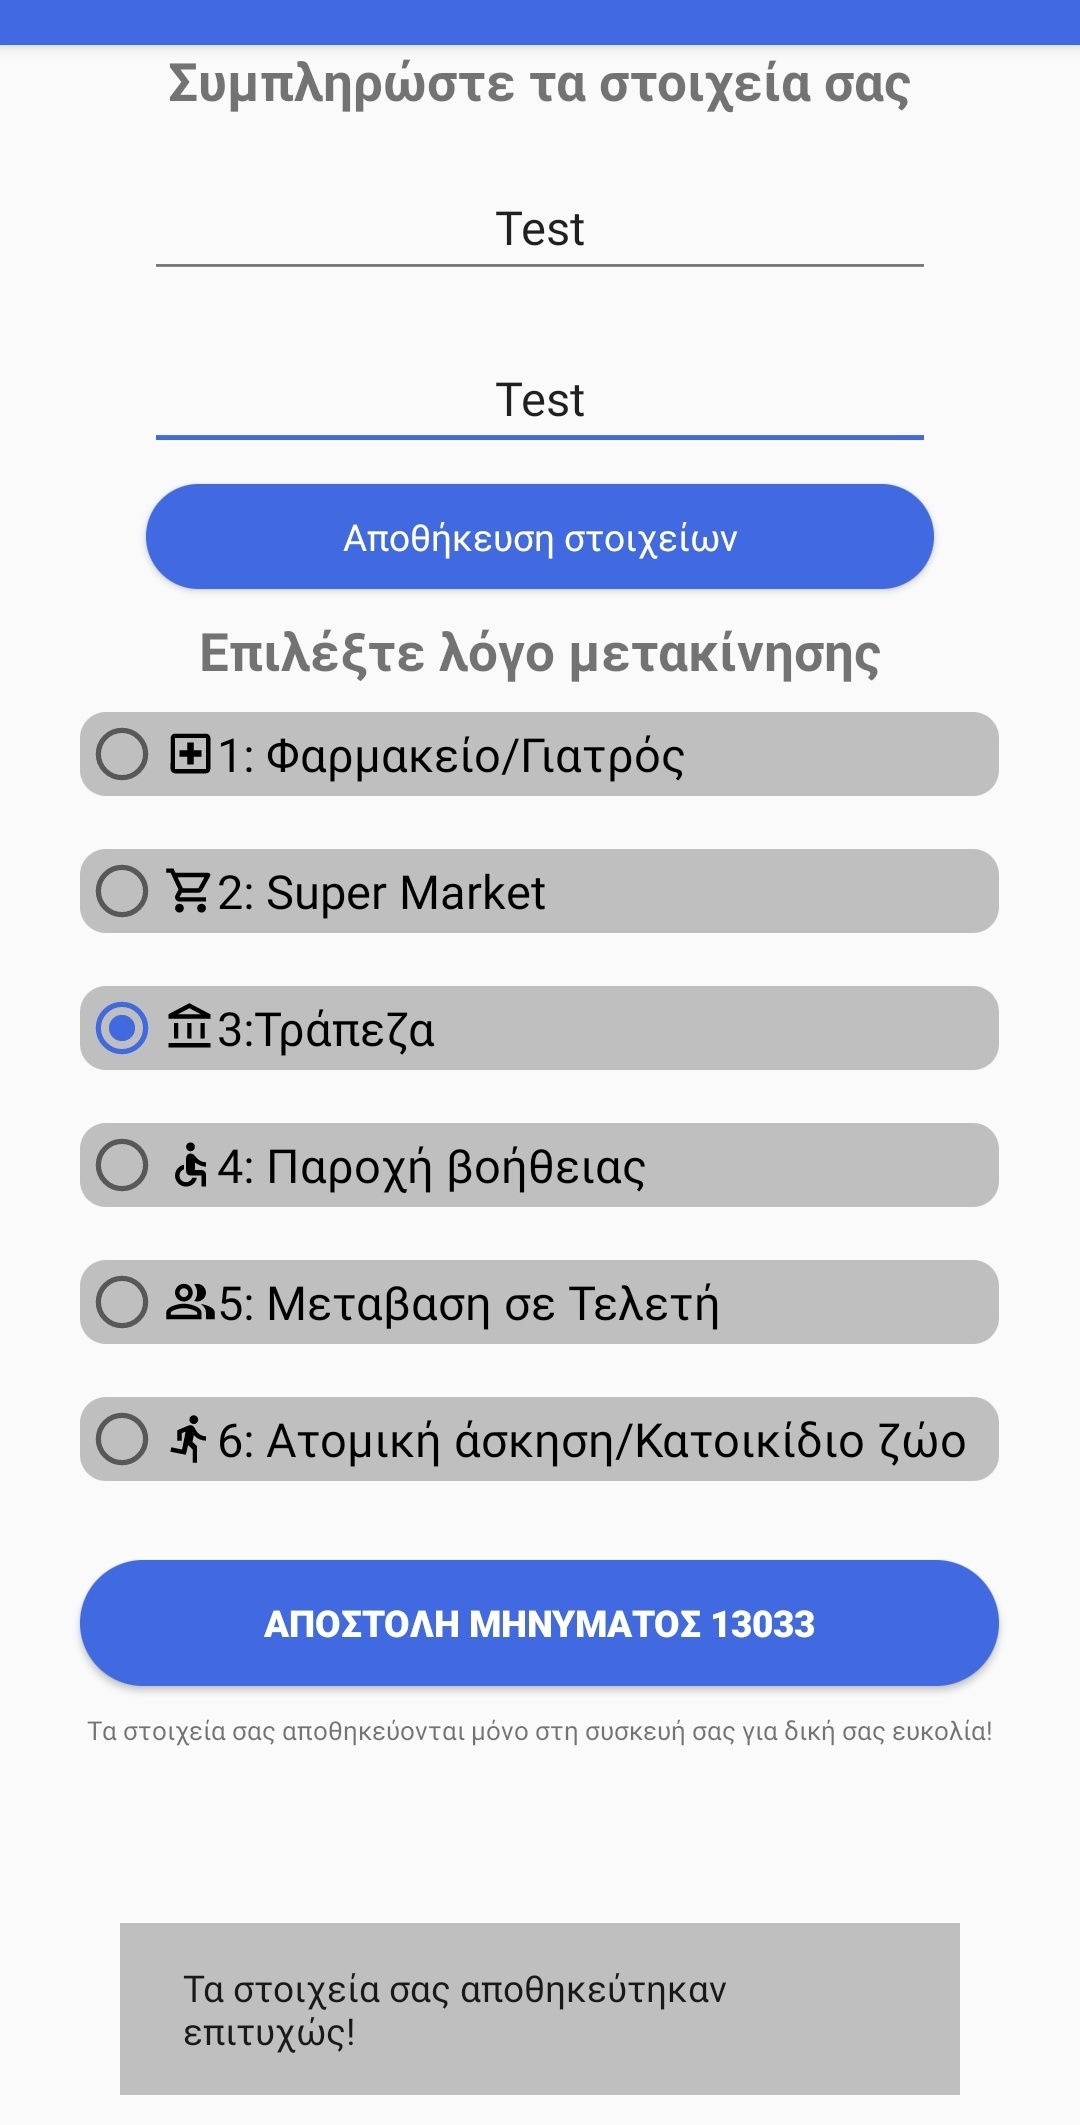 Συμπληρώστε τα στοιχεία σας
Test
Test
Αποθήκευση στοιχείων
Επιλέξτε λόγο μετακίνησης
1: Φαρμακείο/Γιατρός
2: Super Market
3:Τράπεζα
4: Παροχή βοήθειας
5: Μεταβαση σε Τελετή
6: Ατομική άσκηση/Κατοικίδιο ζώο
ΑΠΟΣΤΟΛΗ ΜΗΝΥΜΑΤΟΣ 13033
Τα στοιχεία σας αποθηκεύονται μόνο στη συσκευή σας για δική σας ευκολία!
Τα στοιχεία σας αποθηκεύτηκαν
επιτυχώς!